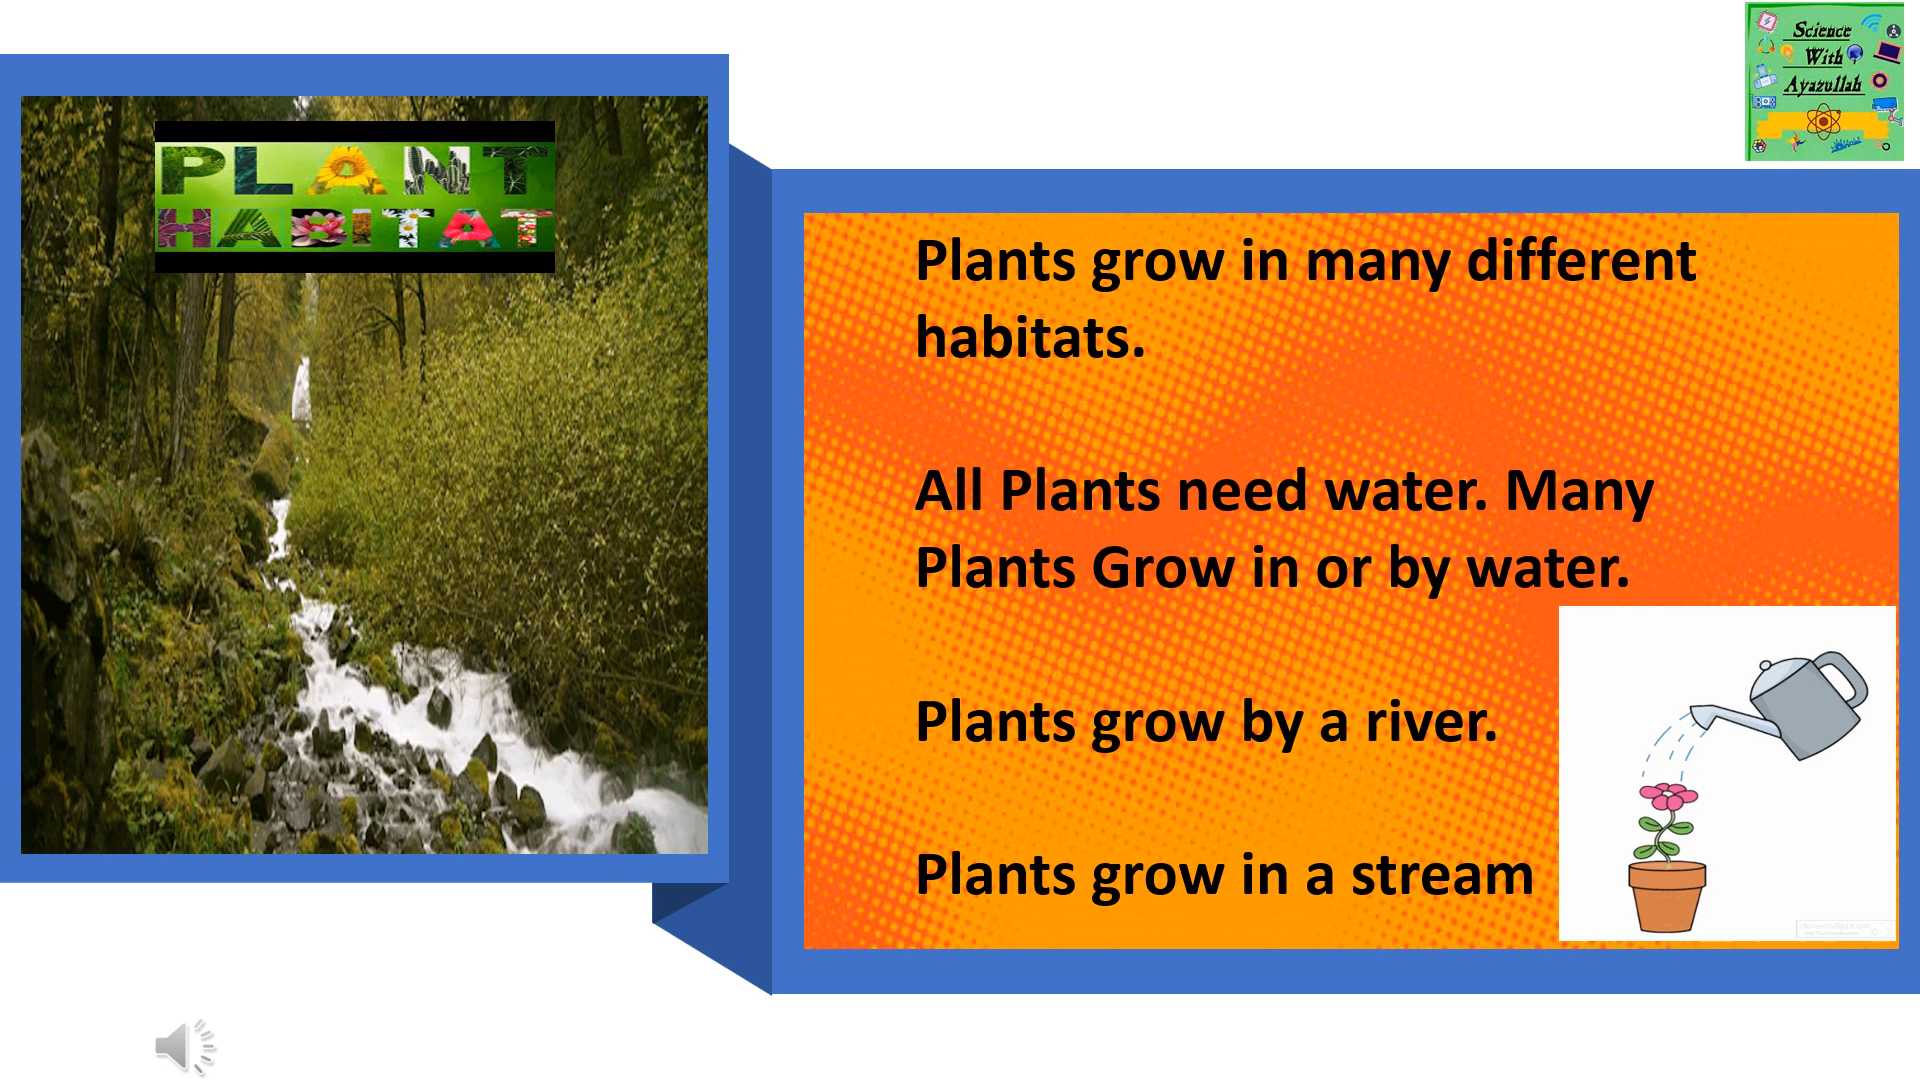 PLANT
HABITAT
Science
With
Ayazullah
Plants grow in many different
habitats.
All Plants need water. Many
Plants Grow in or by water.
Plants grow by a river.
Plants grow in a stream